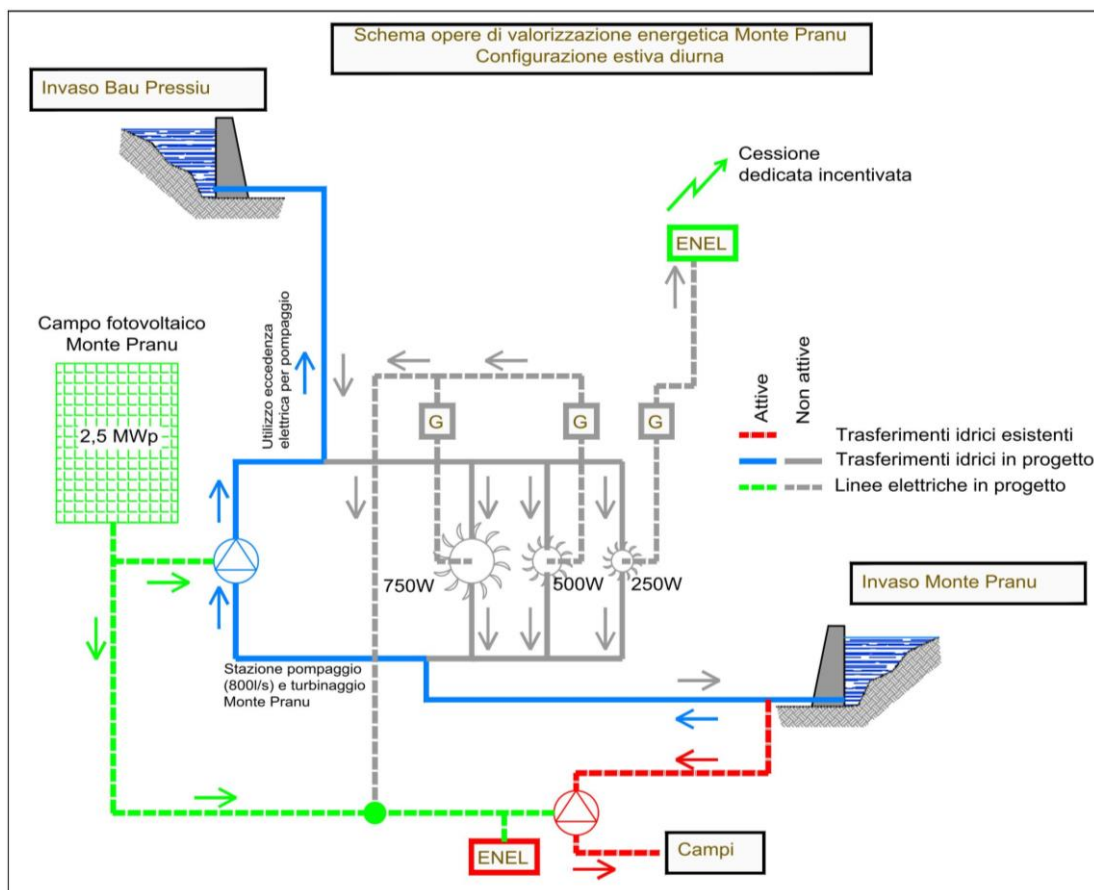 Schema opere di valorizzazione energetica Monte Pranu
Configurazione estiva diurna
Invaso Bau Pressiu
Cessione
dedicata incentivata
ENEL
Campo fotovoltaico
Monte Pranu
2,5 MWp
Utilizzo eccedenza
elettrica per pompaggio
G
G
G
Attive
Non attive
Trasferimenti idrici esistenti
Trasferimenti idrici in progetto
Linee elettriche in progetto
750W
500W
250W
Invaso Monte Pranu
Stazione pompaggio
(800l/s) e turbinaggio
Monte Pranu
ENEL
Campi